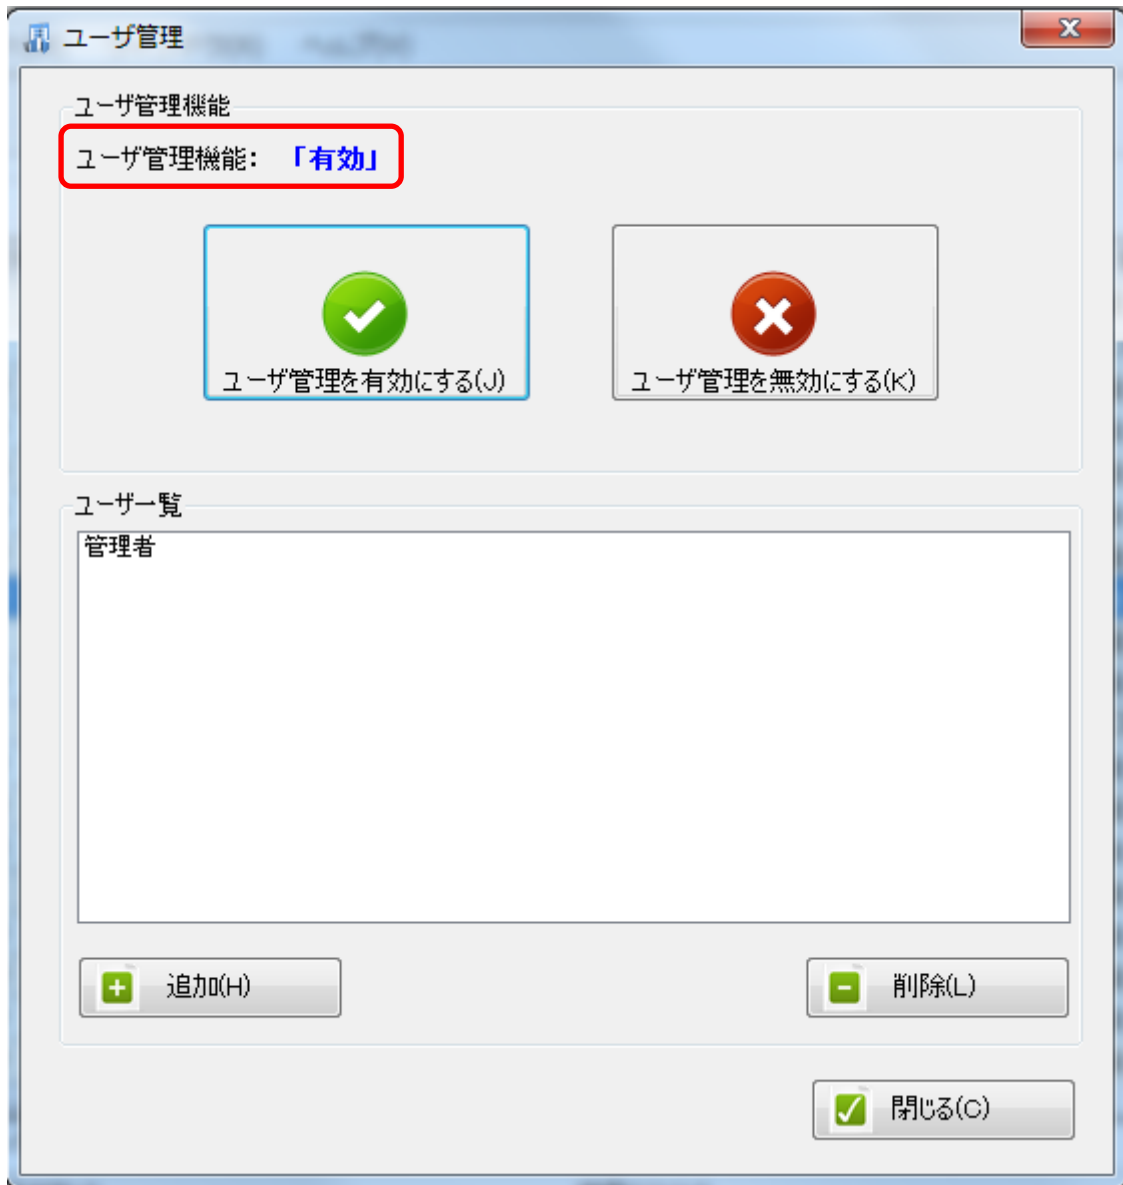 ユーザ管理
ユーザ管理機能
ユーザ管理機能: 「有効」
ユーザ管理を有効にする(J)
ユーザ管理を無効にする(K)
ユーザ一覧
管理者
追加(H)
削除(L)
閉じる(C)